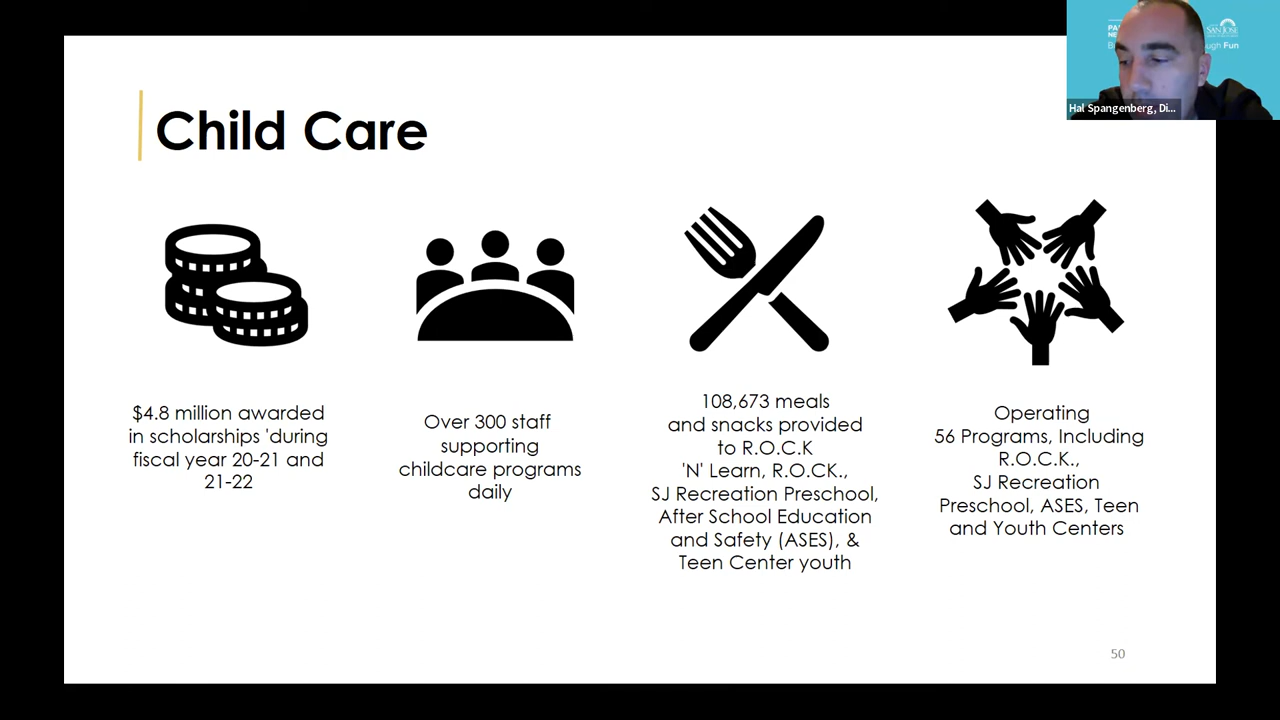 Child Care
$4.8 million awarded
in scholarships 'during
fiscal year 20-21 and
21-22
Over 300 staff
supporting
childcare programs
daily
108,673 meals
and snacks provided
to R.O.C.K
'N' Learn, R.O.CK.,
SJ Recreation Preschool,
After School Education
and Safety (ASES), &
Teen Center youth
Operating
56 Programs, Including
R.O.C.K.,
SJ Recreation
Preschool, ASES, Teen
and Youth Centers
50
SAN JOSE
Fun
Hal Spangenberg, Di...